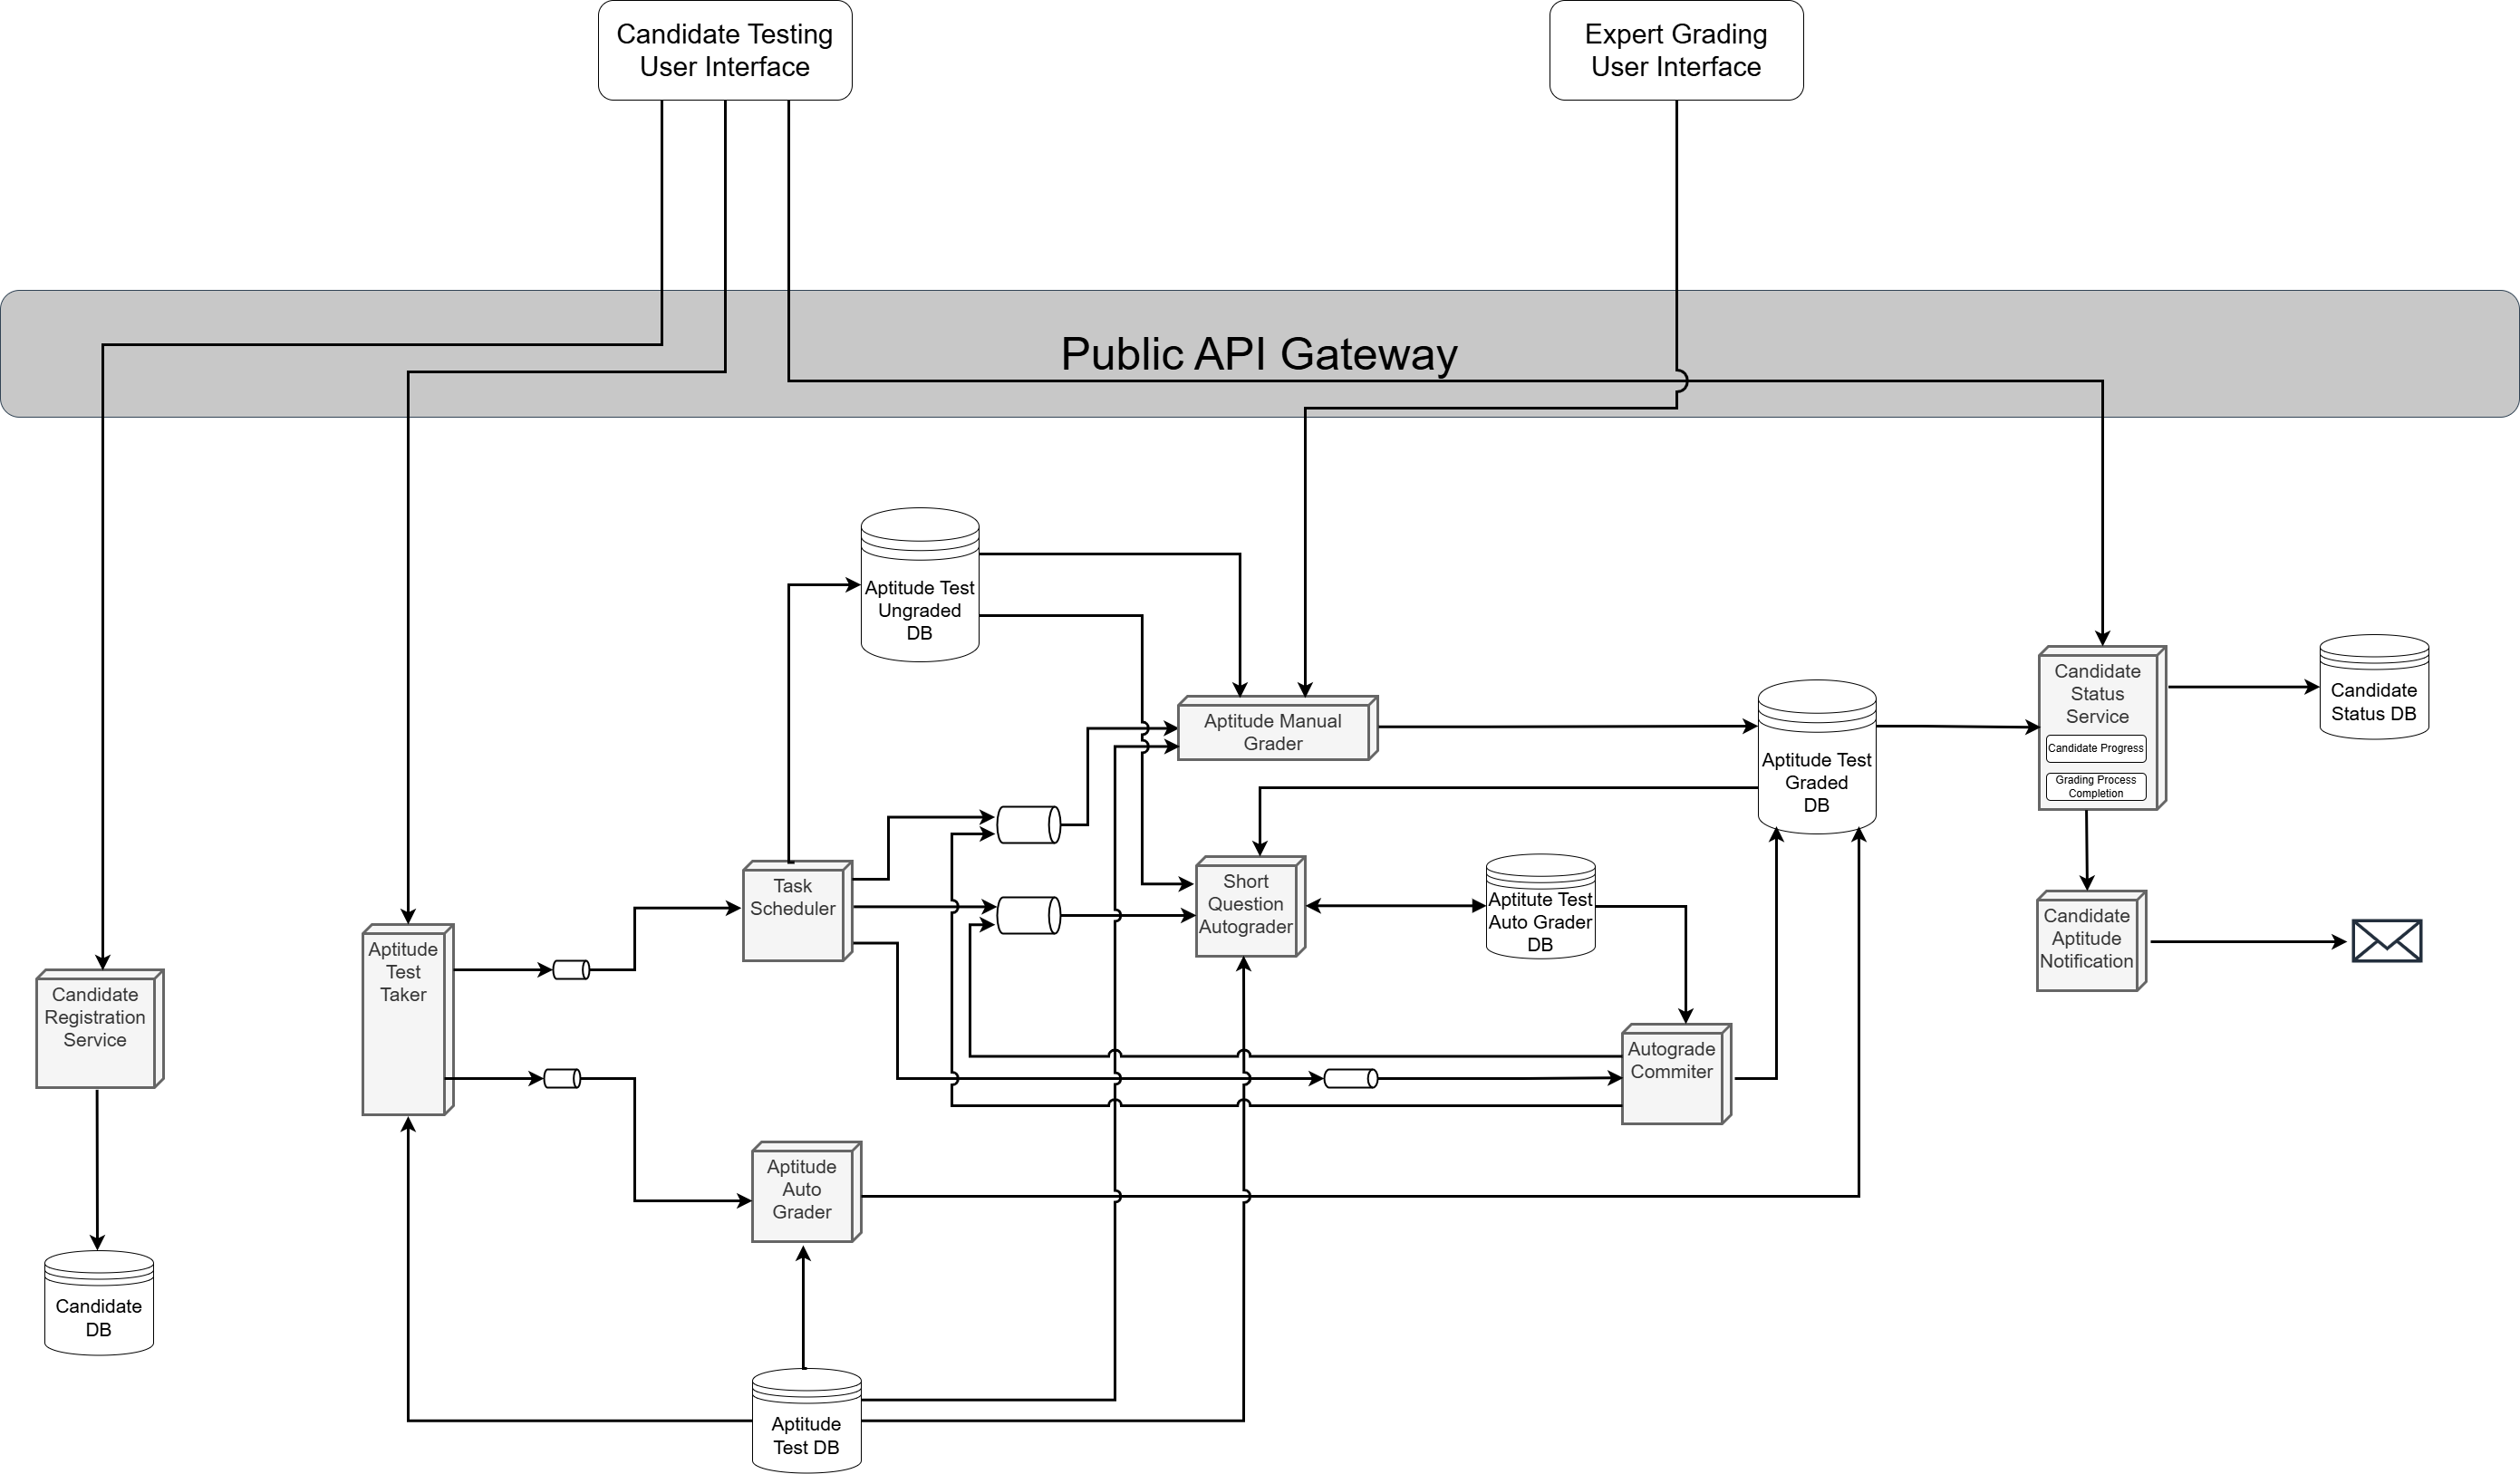 Candidate Testing
User Interface
Expert Grading
User Interface
Public API Gateway
Aptitude Test
Ungraded
DB
Candidate
Status
Service
Candidate Progress
Grading Process
Completion
Candidate
Status DB
Aptitude Manual
Grader
Aptitude Test
Graded
DB
Task
Scheduler
Short
Question
Autograder
Aptitute Test
Auto Grader
DB
Candidate
Aptitude
Notification
Aptitude
Test
Taker
Candidate
Registration
Service
Autograde
Commiter
Aptitude
Auto
Grader
Candidate
DB
Aptitude
Test DB